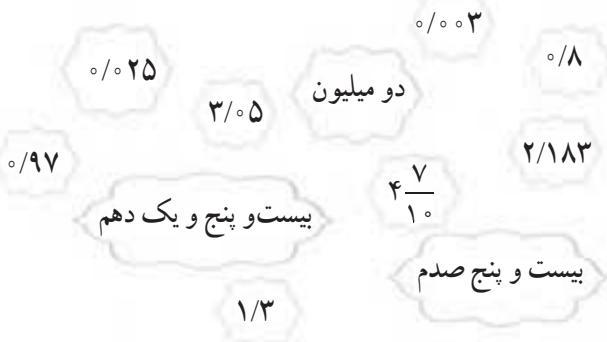 ۰/۰۰۳
۰/۸
۰/۰۲۵
دو میلیون
۳/۰۵
۲/۱۸۳
۰/۹۷
۴ ۷/۱۰
بیست‌و پنج و یک دهم
بیست و پنج صدم
۱/۳